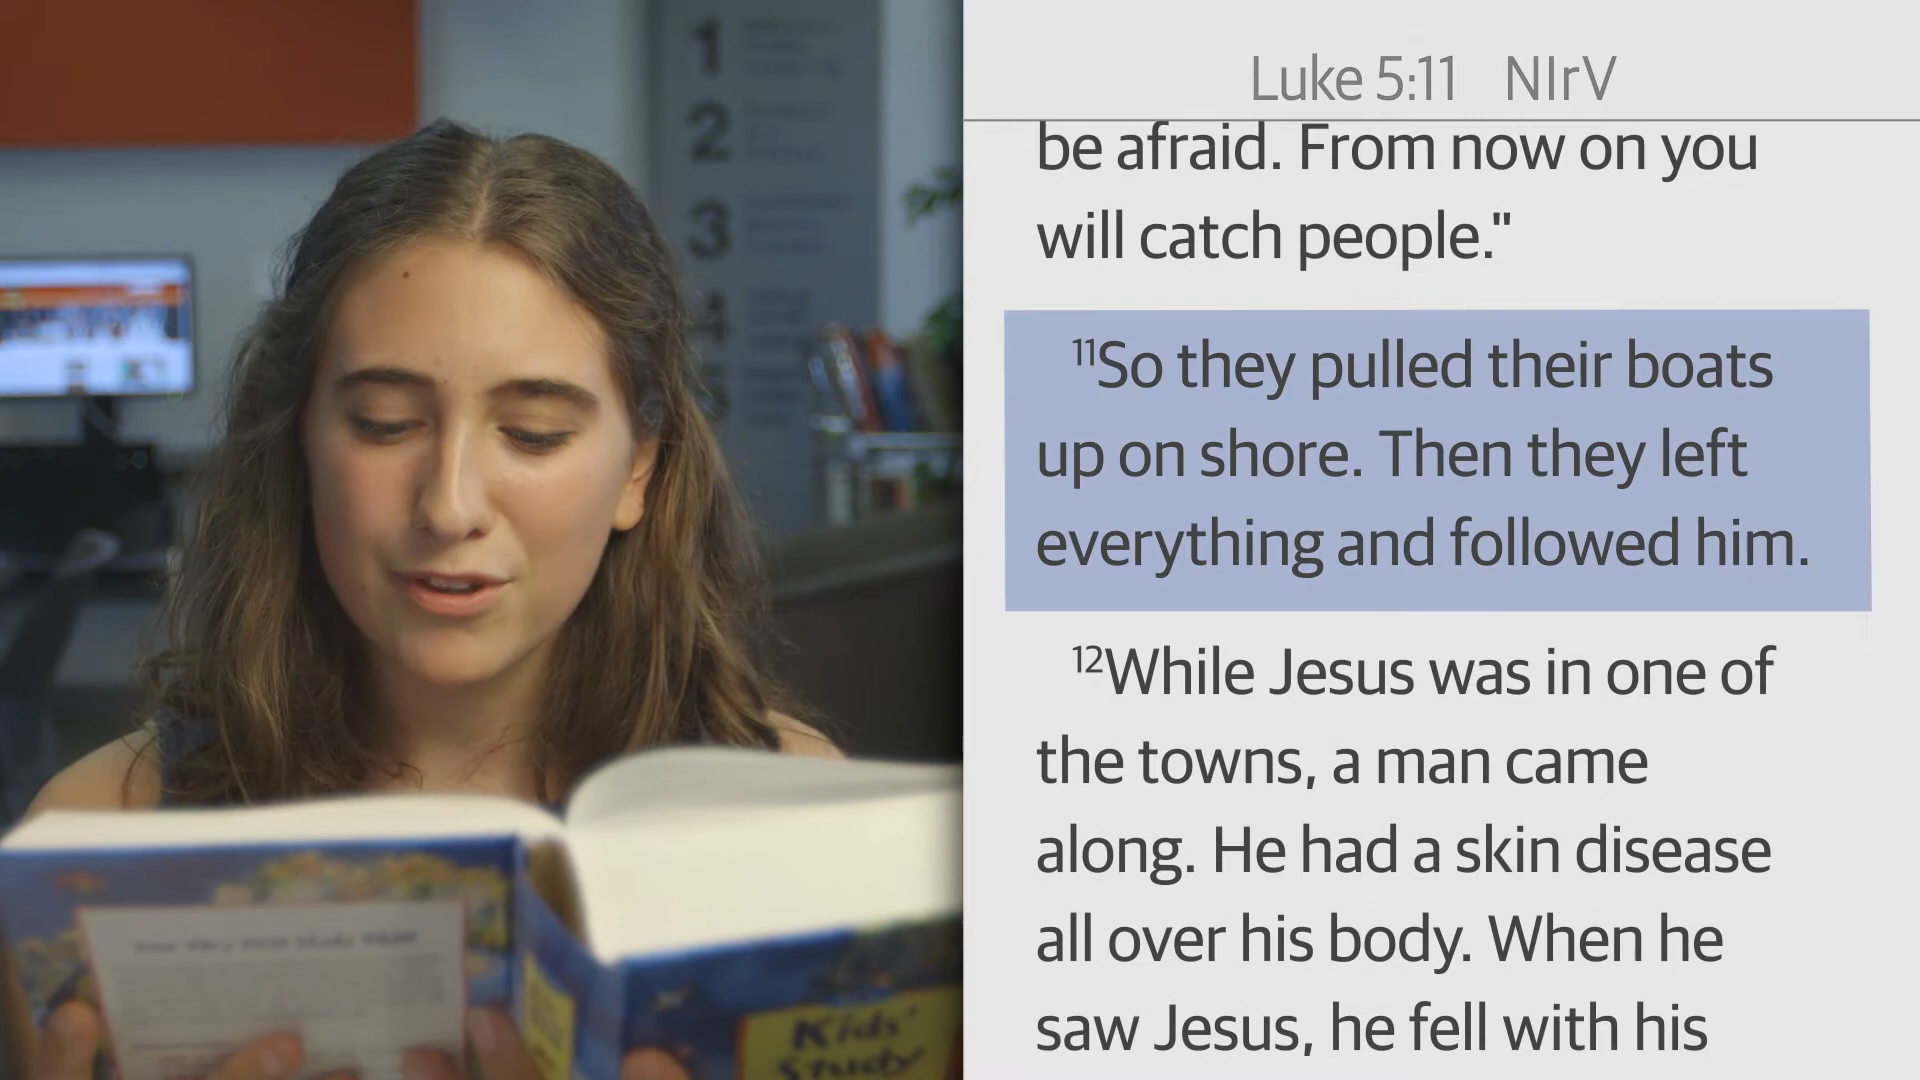 1
2
3
4
5
Luke 5:11 NIrV
be afraid. From now on you
will catch people."
11So they pulled their boats
up on shore. Then they left
everything and followed him.
12While Jesus was in one of
the towns, a man came
along. He had a skin disease
all over his body. When he
saw Jesus, he fell with his
Kids'
Study